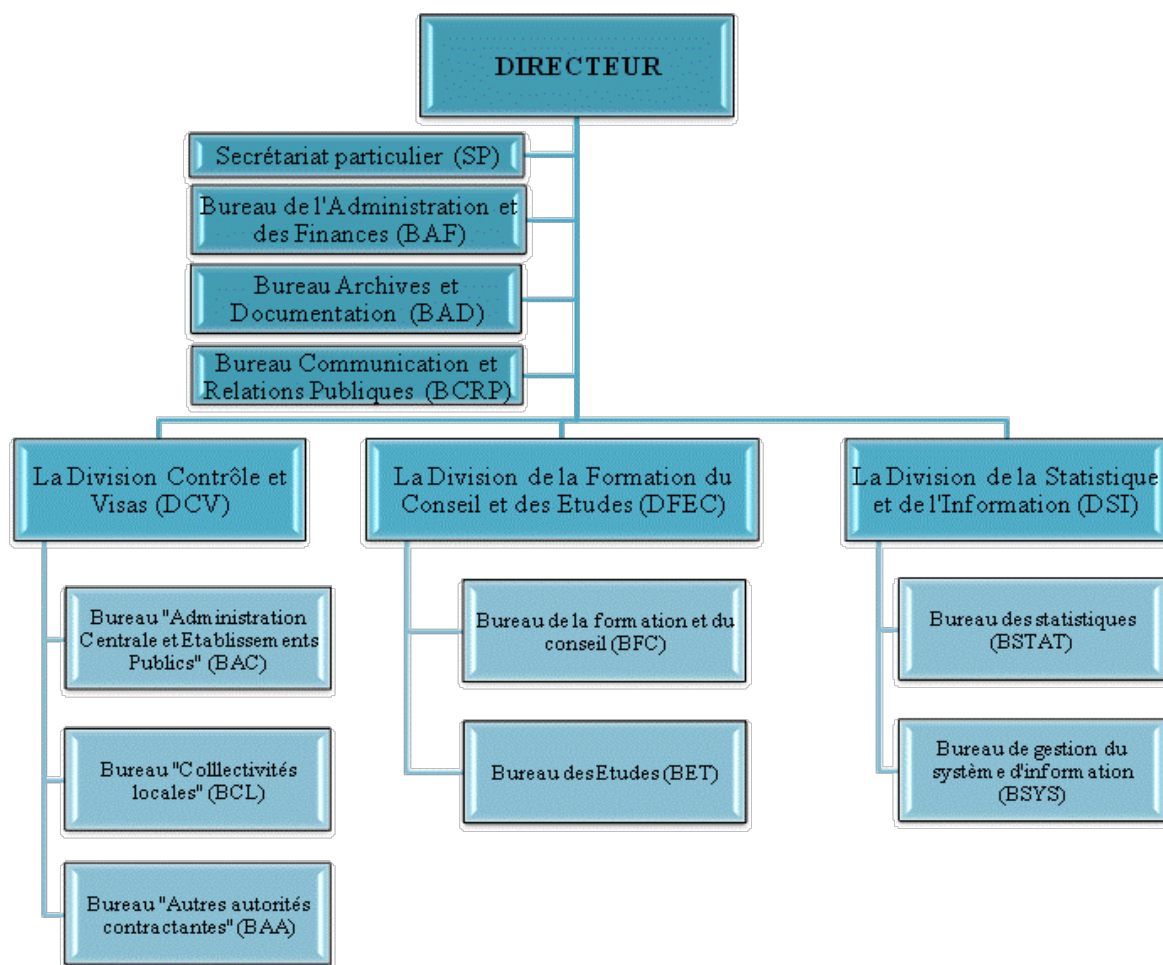 DIRECTEUR
Secrétariat particulier (SP)
Bureau de l'Administration et
des Finances (BAF)
Bureau Archives et
Documentation (BAD)
Bureau Communication et
Relations Publiques (BCRP)
La Division Contrôle et
Visas (DCV)
La Division de la Formation du
Conseil et des Etudes (DFEC)
La Division de la Statistique
et de l'Information (DSI)
Bureau "Administration
Centrale et Etablissements
Publics" (BAC)
Bureau "Colllectivités
locales" (BCL)
Bureau "Autres autorités
contractantes" (BAA)
Bureau de la formation et du
conseil (BFC)
Bureau des Etudes (BET)
Bureau des statistiques
(BSTAT)
Bureau de gestion du
système d'information
(BSYS)